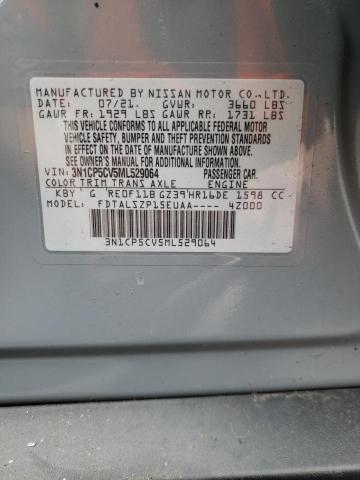 MANUFACTURED BY NISSAN MOTOR CO.,LTD.
DATE: 07/21. GVWR: 3660 LBS
GAWR FR: 1929 LBS GAWR RR: 1731 LBS
THIS VEHICLE CONFORMS TO ALL APPLICABLE FEDERAL MOTOR
VEHICLE SAFETY, BUMPER AND THEFT PREVENTION STANDARDS
IN EFFECT ON THE DATE OF MANUFACTURE SHOWN ABOVE.
SEE OWNER'S MANUAL OR DEALER FOR MORE INFORMATION.
VIN: 3N1CP5CV5ML529064 PASSENGER CAR.
COLOR TRIM TRANS AXLE ENGINE
KBY G RE0F11B GZ39 HR16DE 1598 CC
MODEL: FDTALSZP15EUAA---- 4Z000
3N1CP5CV5ML529064